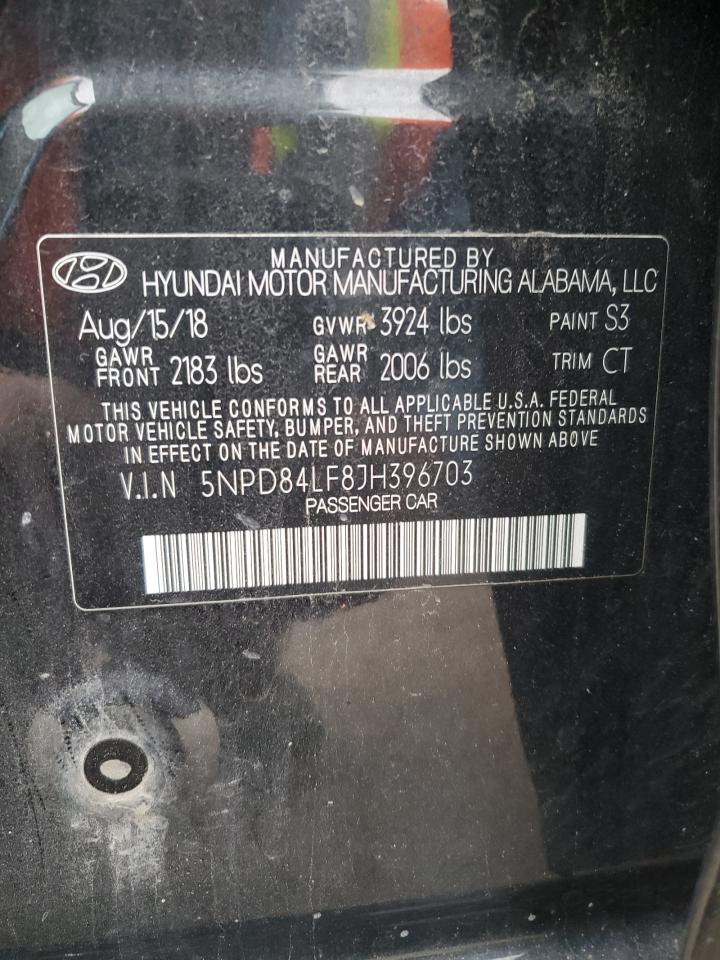 MANUFACTURED BY
HYUNDAI MOTOR MANUFACTURING ALABAMA, LLC
Aug/15/18 GVWR 3924 lbs PAINT S3
GAWR FRONT 2183 lbs GAWR REAR 2006 lbs TRIM CT
THIS VEHICLE CONFORMS TO ALL APPLICABLE U.S.A. FEDERAL
MOTOR VEHICLE SAFETY, BUMPER, AND THEFT PREVENTION STANDARDS
IN EFFECT ON THE DATE OF MANUFACTURE SHOWN ABOVE
V.I.N 5NPD84LF8JH396703
PASSENGER CAR